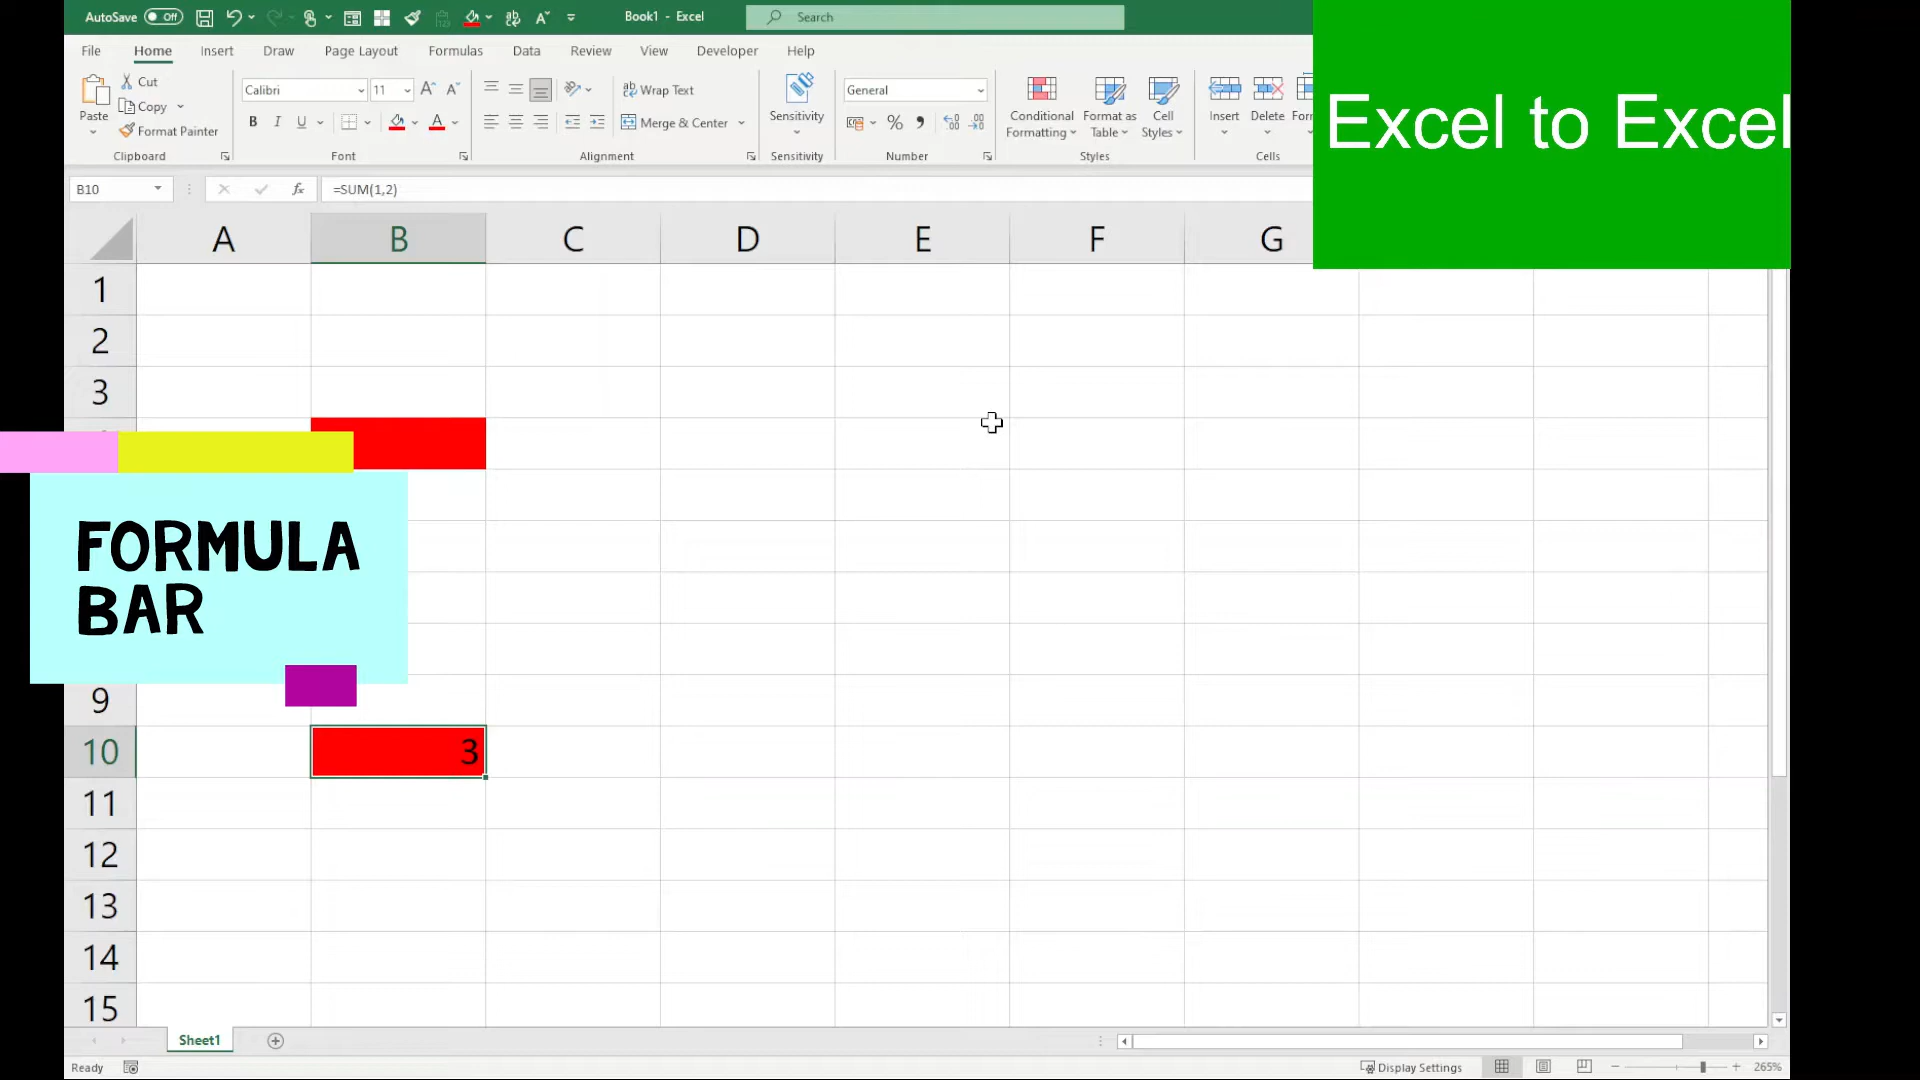 AutoSave Off
Book1 - Excel
Search
File Home Insert Draw Page Layout Formulas Data Review View Developer Help
Paste
Cut
Copy
Format Painter
Clipboard
Calibri 11
B I U
Font
ab Wrap Text
Merge & Center
Alignment
Sensitivity
Sensitivity
General
%
Number
Conditional Formatting
Format as Table
Cell Styles
Styles
Insert
Delete
Cells
Excel to Excel
B10
fx
=SUM(1,2)
A B C D E F G
1
2
3
FORMULA
BAR
9
10 3
11
12
13
14
15
Sheet1
Ready
Display Settings
265%